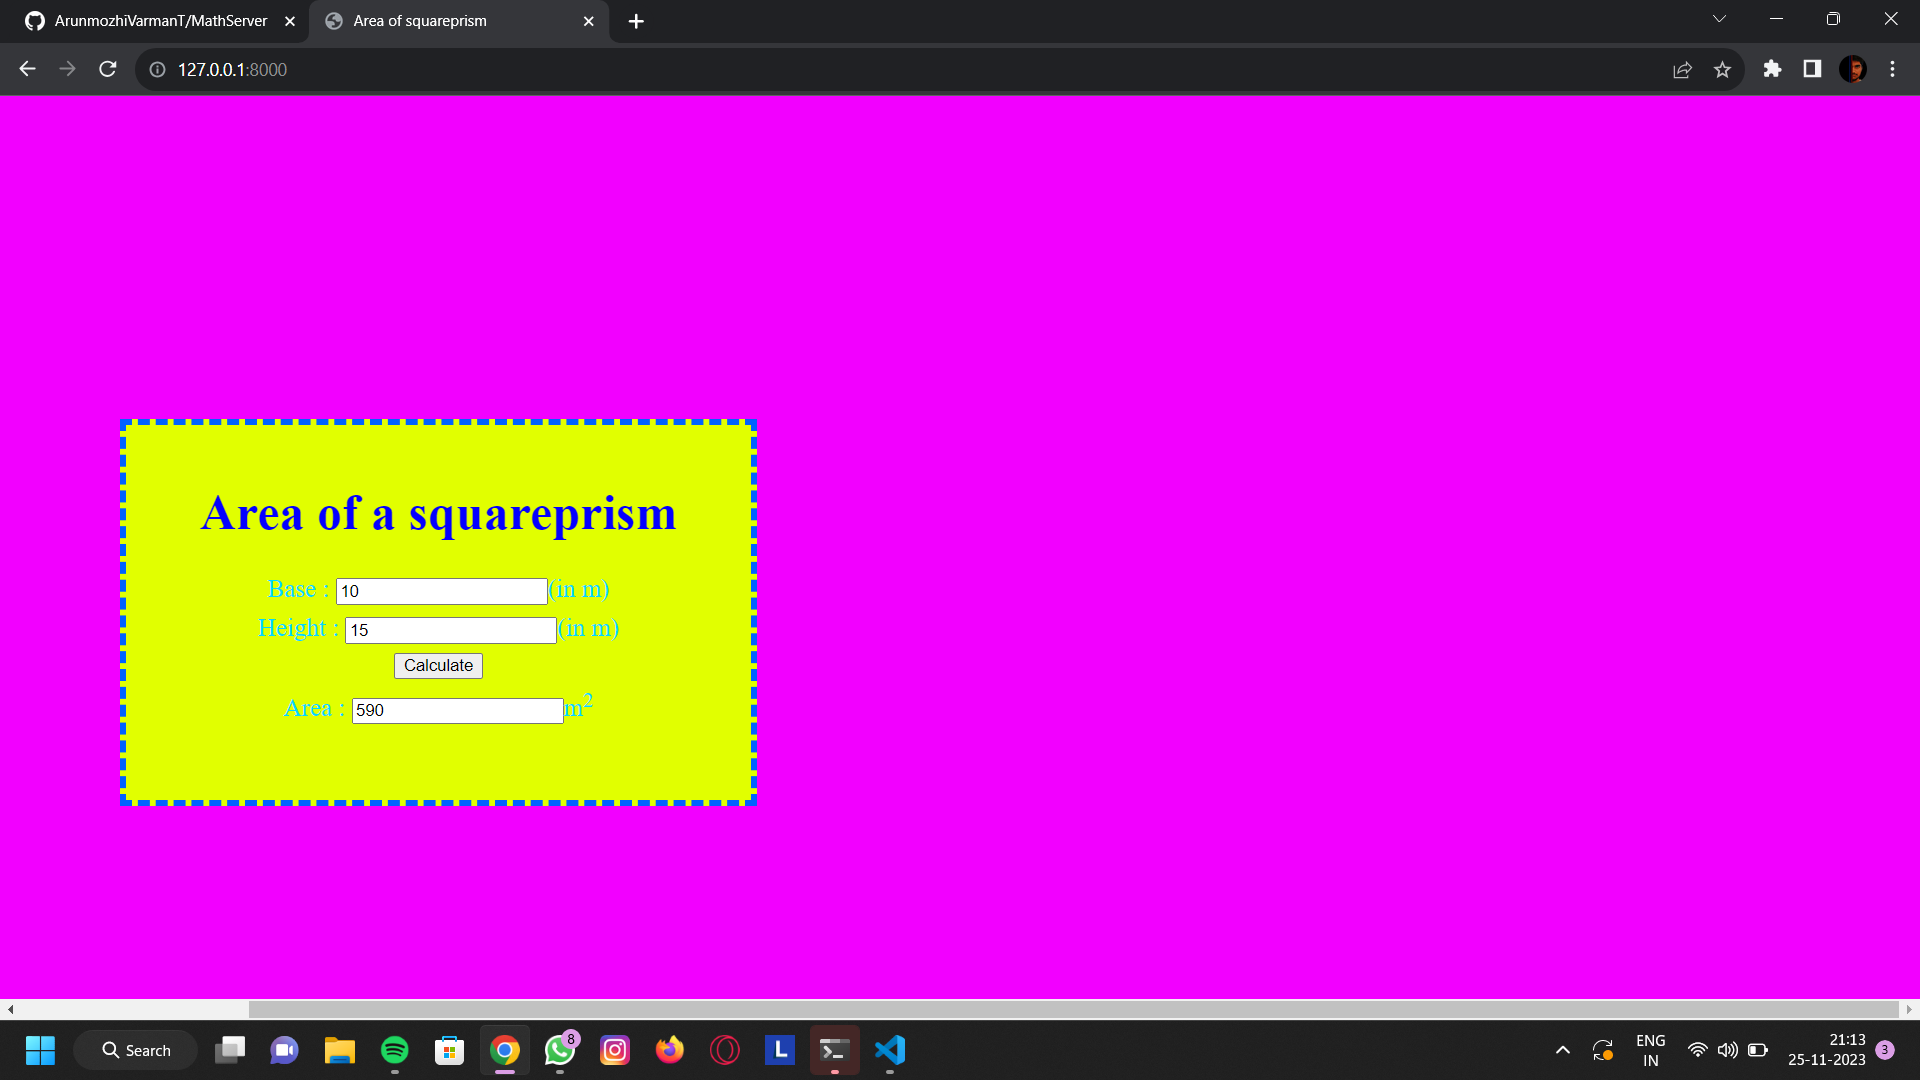 ArunmozhiVarmanT/MathServer
Area of squareprism
127.0.0.1:8000
Area of a squareprism
Base : 10 (in m)
Height : 15 (in m)
Calculate
Area : 590 m²
Search
8
L
ENG
IN
21:13
25-11-2023
3